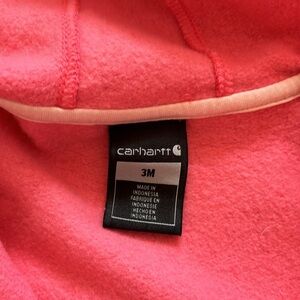 carhartt
3M
MADE IN
INDONESIA
FABRIQUÉ EN
INDONÉSIE
HECHO EN
INDONESIA